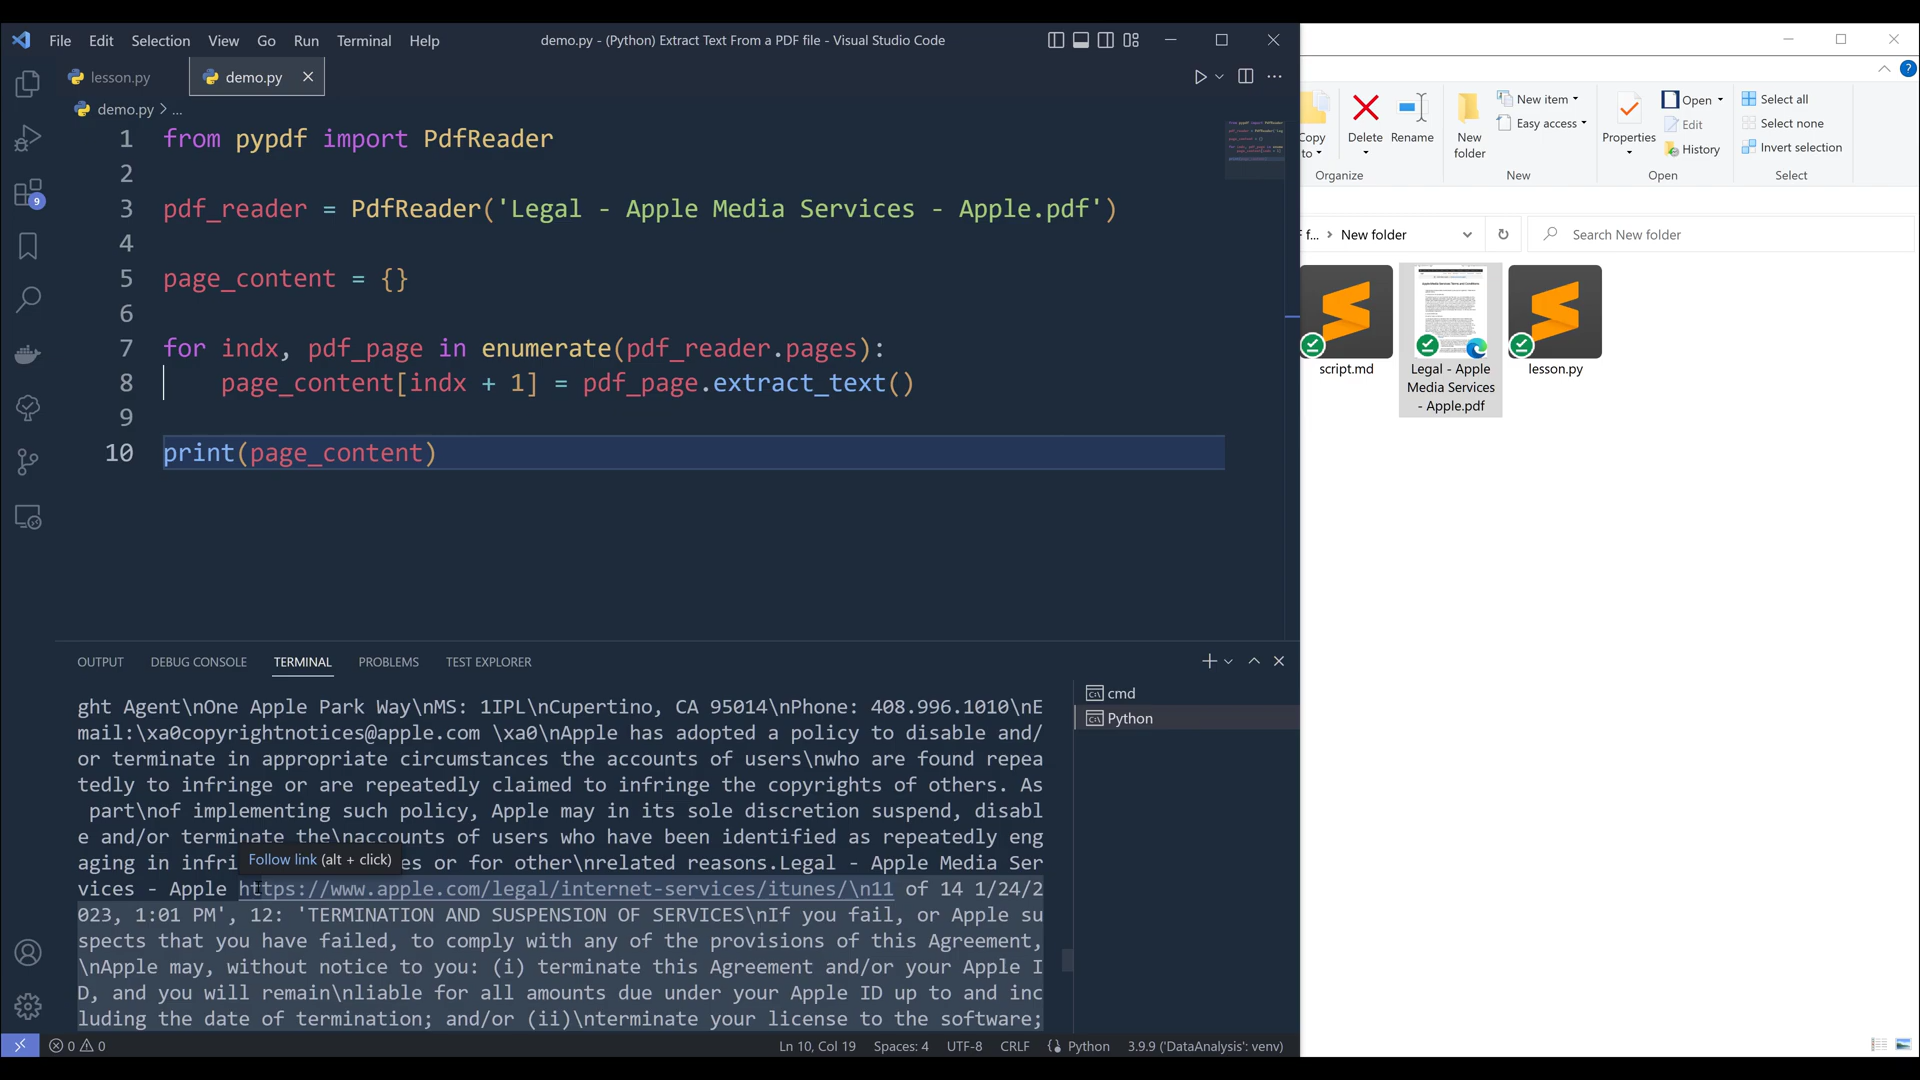 File Edit Selection View Go Run Terminal Help
demo.py - (Python) Extract Text From a PDF file - Visual Studio Code
lesson.py
demo.py
demo.py > ...
1 from pypdf import PdfReader
2
3 pdf_reader = PdfReader('Legal - Apple Media Services - Apple.pdf')
4
5 page_content = {}
6
7 for indx, pdf_page in enumerate(pdf_reader.pages):
8 page_content[indx + 1] = pdf_page.extract_text()
9
10 print(page_content)
9
OUTPUT DEBUG CONSOLE TERMINAL PROBLEMS TEST EXPLORER
ght Agent\nOne Apple Park Way\nMS: 1IPL\nCupertino, CA 95014\nPhone: 408.996.1010\nE
mail:\xa0copyrightnotices@apple.com \xa0\nApple has adopted a policy to disable and/
or terminate in appropriate circumstances the accounts of users\nwho are found repea
tedly to infringe or are repeatedly claimed to infringe the copyrights of others. As
part\nof implementing such policy, Apple may in its sole discretion suspend, disabl
e and/or terminate the\naccounts of users who have been identified as repeatedly eng
aging in infri
Follow link (alt + click)
es or for other\nrelated reasons.Legal - Apple Media Ser
vices - Apple https://www.apple.com/legal/internet-services/itunes/\n11 of 14 1/24/2
023, 1:01 PM', 12: 'TERMINATION AND SUSPENSION OF SERVICES\nIf you fail, or Apple su
spects that you have failed, to comply with any of the provisions of this Agreement,
\nApple may, without notice to you: (i) terminate this Agreement and/or your Apple I
D, and you will remain\nliable for all amounts due under your Apple ID up to and inc
luding the date of termination; and/or (ii)\nterminate your license to the software;
cmd
Python
0 0
Ln 10, Col 19 Spaces: 4 UTF-8 CRLF Python 3.9.9 ('DataAnalysis': venv)
Copy to
Delete
Rename
Organize
New folder
New item
Easy access
New
Properties
Open
Edit
History
Open
Select all
Select none
Invert selection
Select
f... > New folder
Search New folder
script.md
Legal - Apple
Media Services
- Apple.pdf
lesson.py